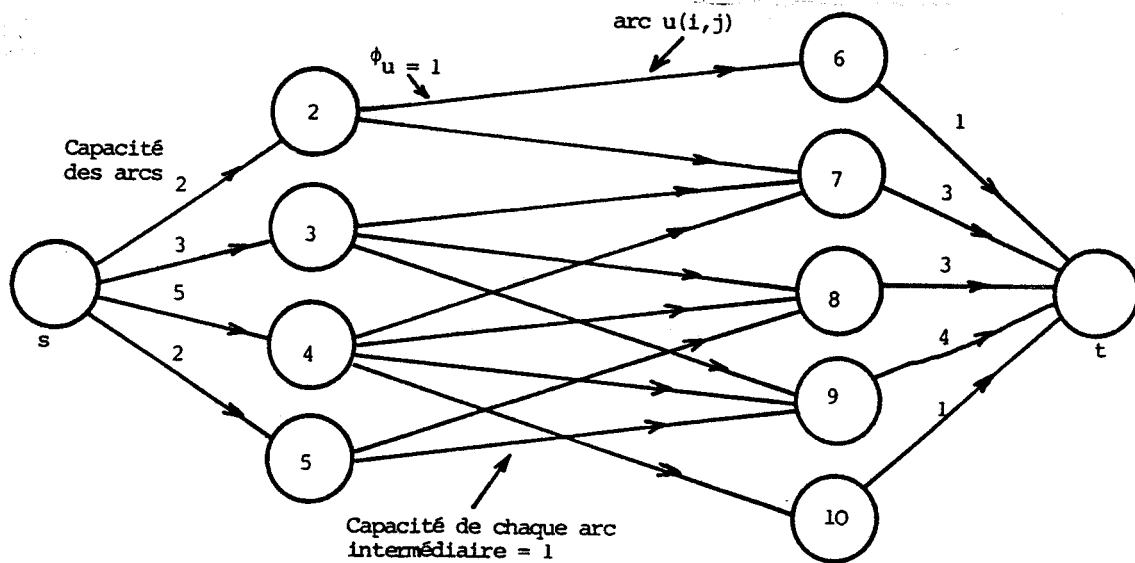 arc u(i,j)
ϕu = 1
6
2
1
Capacité
des arcs
2
7
3
3
3
3
8
5
s
4
t
2
4
9
5
1
Capacité de chaque arc
intermédiaire = 1
10